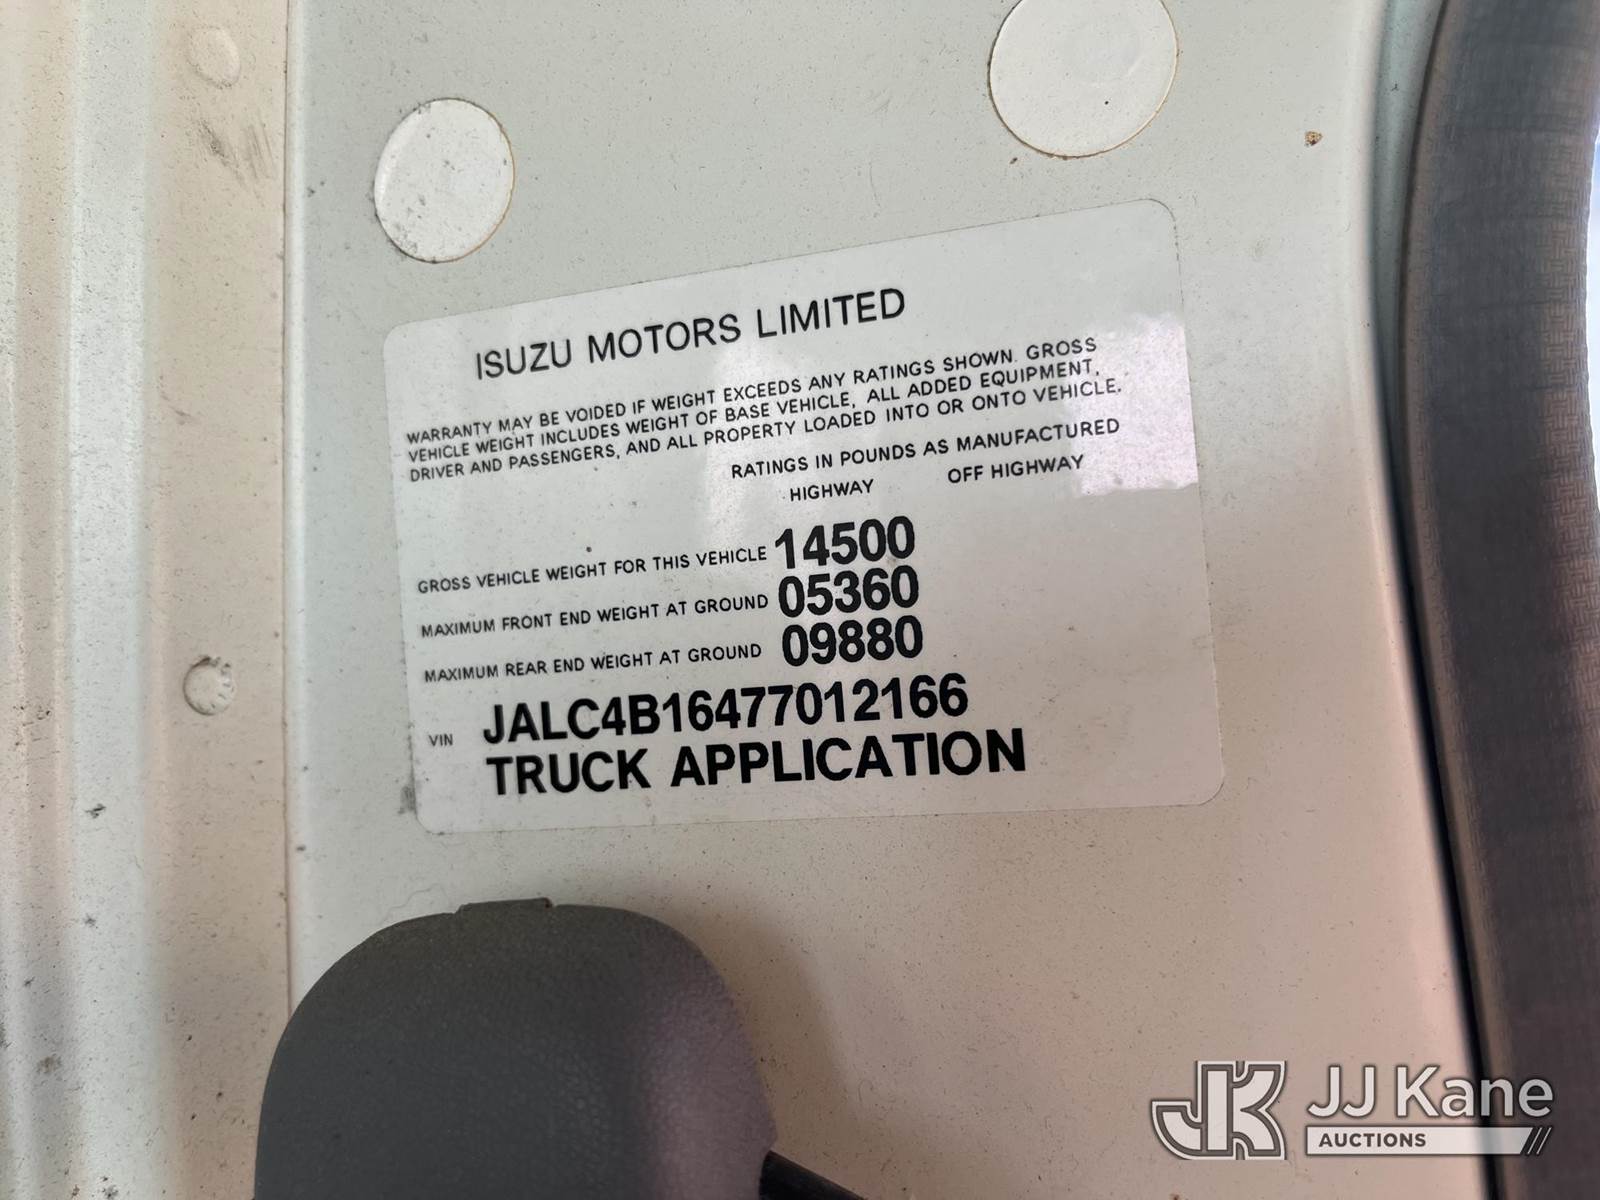 ISUZU MOTORS LIMITED
WARRANTY MAY BE VOIDED IF WEIGHT EXCEEDS ANY RATINGS SHOWN. GROSS
VEHICLE WEIGHT INCLUDES WEIGHT OF BASE VEHICLE, ALL ADDED EQUIPMENT,
DRIVER AND PASSENGERS, AND ALL PROPERTY LOADED INTO OR ONTO VEHICLE.
RATINGS IN POUNDS AS MANUFACTURED
HIGHWAY OFF HIGHWAY
GROSS VEHICLE WEIGHT FOR THIS VEHICLE 14500
MAXIMUM FRONT END WEIGHT AT GROUND 05360
MAXIMUM REAR END WEIGHT AT GROUND 09880
VIN JALC4B16477012166
TRUCK APPLICATION
JK JJ Kane
AUCTIONS